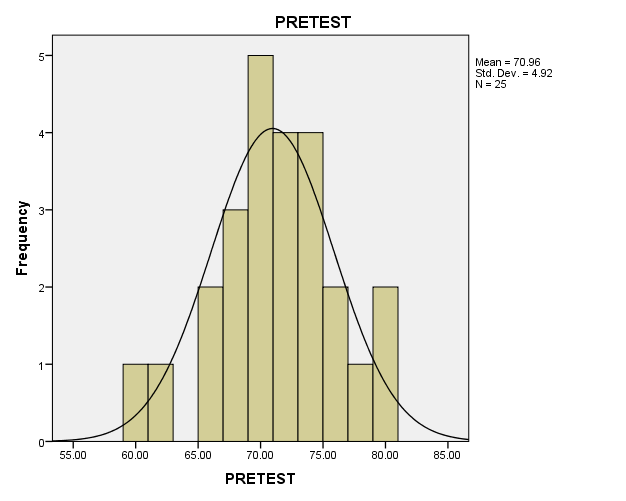 PRETEST
Mean = 70.96
Std. Dev. = 4.92
N = 25
Frequency
5
4
3
2
1
0
55.00 60.00 65.00 70.00 75.00 80.00 85.00
PRETEST